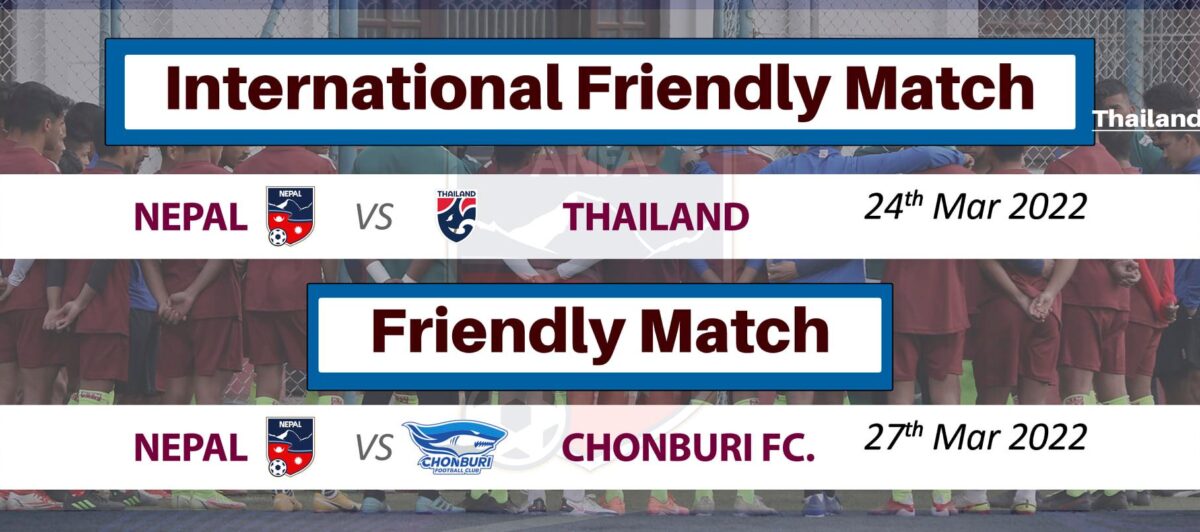 International Friendly Match
Thailand
ANFA
NEPAL NEPAL VS THAILAND THAILAND 24th Mar 2022
Friendly Match
NEPAL NEPAL VS CHONBURI FOOTBALL CLUB CHONBURI FC. 27th Mar 2022